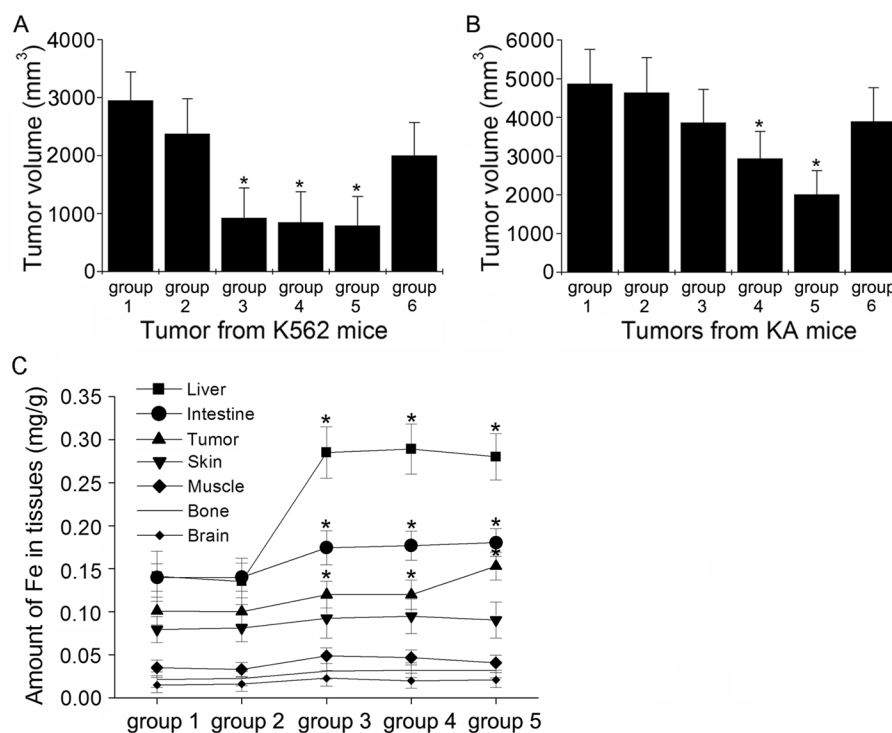 A
Tumor volume (mm³)
4000
3000
2000
1000
0
*
*
*
group 1
group 2
group 3
group 4
group 5
group 6
Tumor from K562 mice
B
Tumor volume (mm³)
6000
5000
4000
3000
2000
4000
0
*
*
group 1
group 2
group 3
group 4
group 5
group 6
Tumors from KA mice
C
Amount of Fe in tissues (mg/g)
0.35
0.30
0.25
0.20
0.15
0.10
0.05
0.00
Liver
Intestine
Tumor
Skin
Muscle
Bone
Brain
*
*
*
*
*
*
*
*
*
group 1
group 2
group 3
group 4
group 5